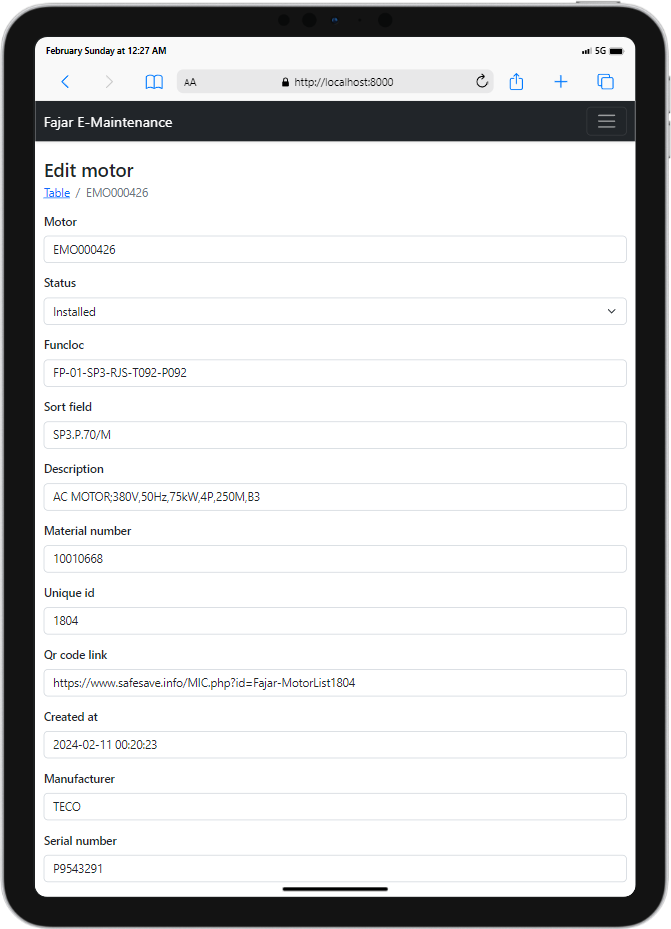 February Sunday at 12:27 AM
5G
AA
http://localhost:8000
Fajar E-Maintenance
Edit motor
Table / EMO000426
Motor
EMO000426
Status
Installed
Funcloc
FP-01-SP3-RJS-T092-P092
Sort field
SP3.P.70/M
Description
AC MOTOR;380V,50Hz,75kW,4P,250M,B3
Material number
10010668
Unique id
1804
Qr code link
https://www.safesave.info/MIC.php?id=Fajar-MotorList1804
Created at
2024-02-11 00:20:23
Manufacturer
TECO
Serial number
P9543291